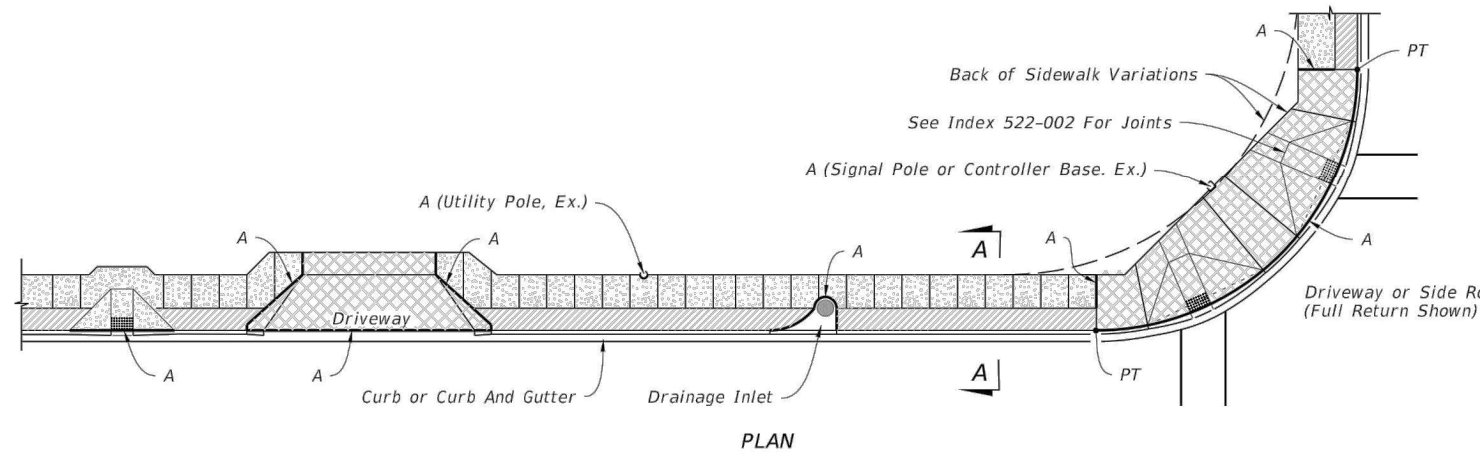 A
PT
Back of Sidewalk Variations
See Index 522-002 For Joints
A (Signal Pole or Controller Base. Ex.)
A (Utility Pole, Ex.)
A
A
A
A
A
A
Driveway or Side Ro
(Full Return Shown)
Driveway
A
A
A
PT
Curb or Curb And Gutter
Drainage Inlet
PLAN